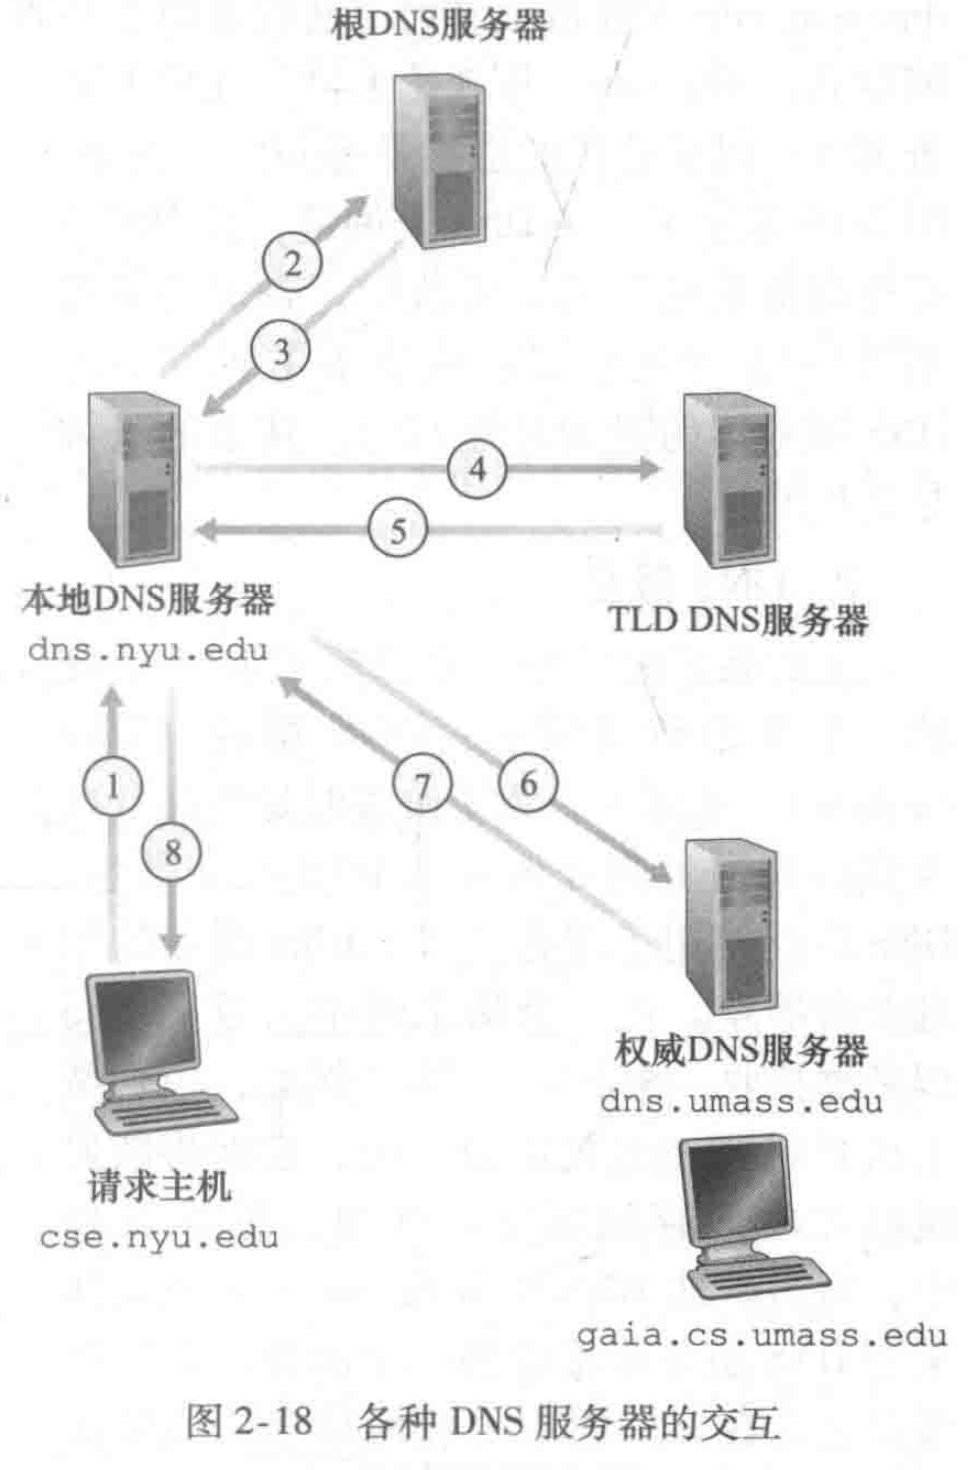 根DNS服务器
2
3
4
5
本地DNS服务器
dns.nyu.edu
TLD DNS服务器
1
8
7
6
权威DNS服务器
dns.umass.edu
请求主机
cse.nyu.edu
gaia.cs.umass.edu
图 2-18 各种 DNS 服务器的交互